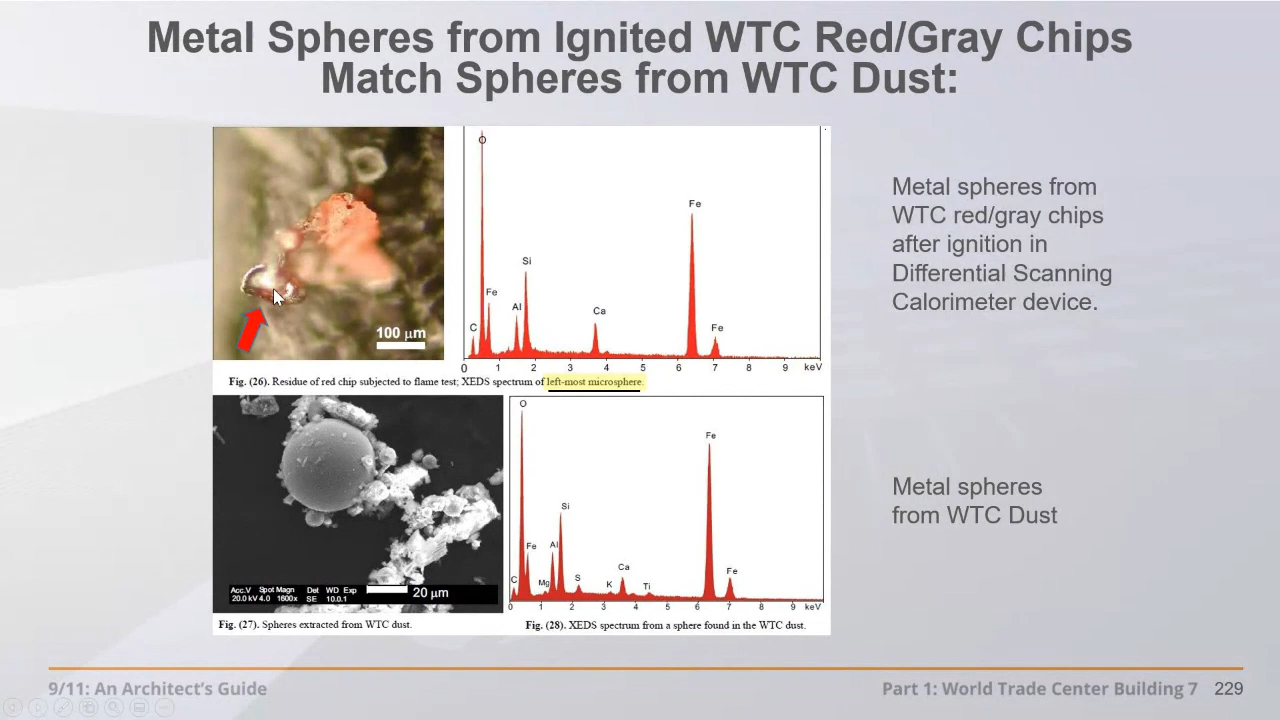 Metal Spheres from Ignited WTC Red/Gray Chips
Match Spheres from WTC Dust:
100 µm
O
Fe
Si
Fe
Al
Ca
C
Fe
0 1 2 3 4 5 6 7 8 9 keV
Fig. (26). Residue of red chip subjected to flame test; XEDS spectrum of left-most microsphere.
Metal spheres from
WTC red/gray chips
after ignition in
Differential Scanning
Calorimeter device.
Acc.V Spot Magn Det WD Exp
20.0 kV 4.0 1600x SE 10.0 1
20 µm
O
Fe
Si
Fe
Al
C
Mg
S
K
Ca
Ti
Fe
0 1 2 3 4 5 6 7 8 9 keV
Fig. (27). Spheres extracted from WTC dust.
Fig. (28). XEDS spectrum from a sphere found in the WTC dust.
Metal spheres
from WTC Dust
9/11: An Architect's Guide
Part 1: World Trade Center Building 7 229